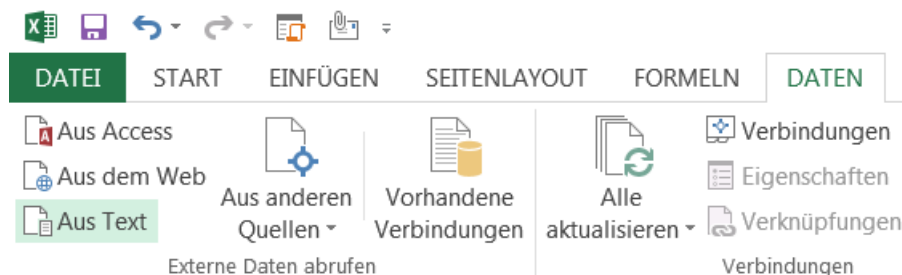 DATEI START EINFÜGEN SEITENLAYOUT FORMELN DATEN
Aus Access
Aus dem Web
Aus Text
Aus anderen
Quellen
Vorhandene
Verbindungen
Externe Daten abrufen
Alle
aktualisieren
Verbindungen
Eigenschaften
Verknüpfungen
Verbindungen